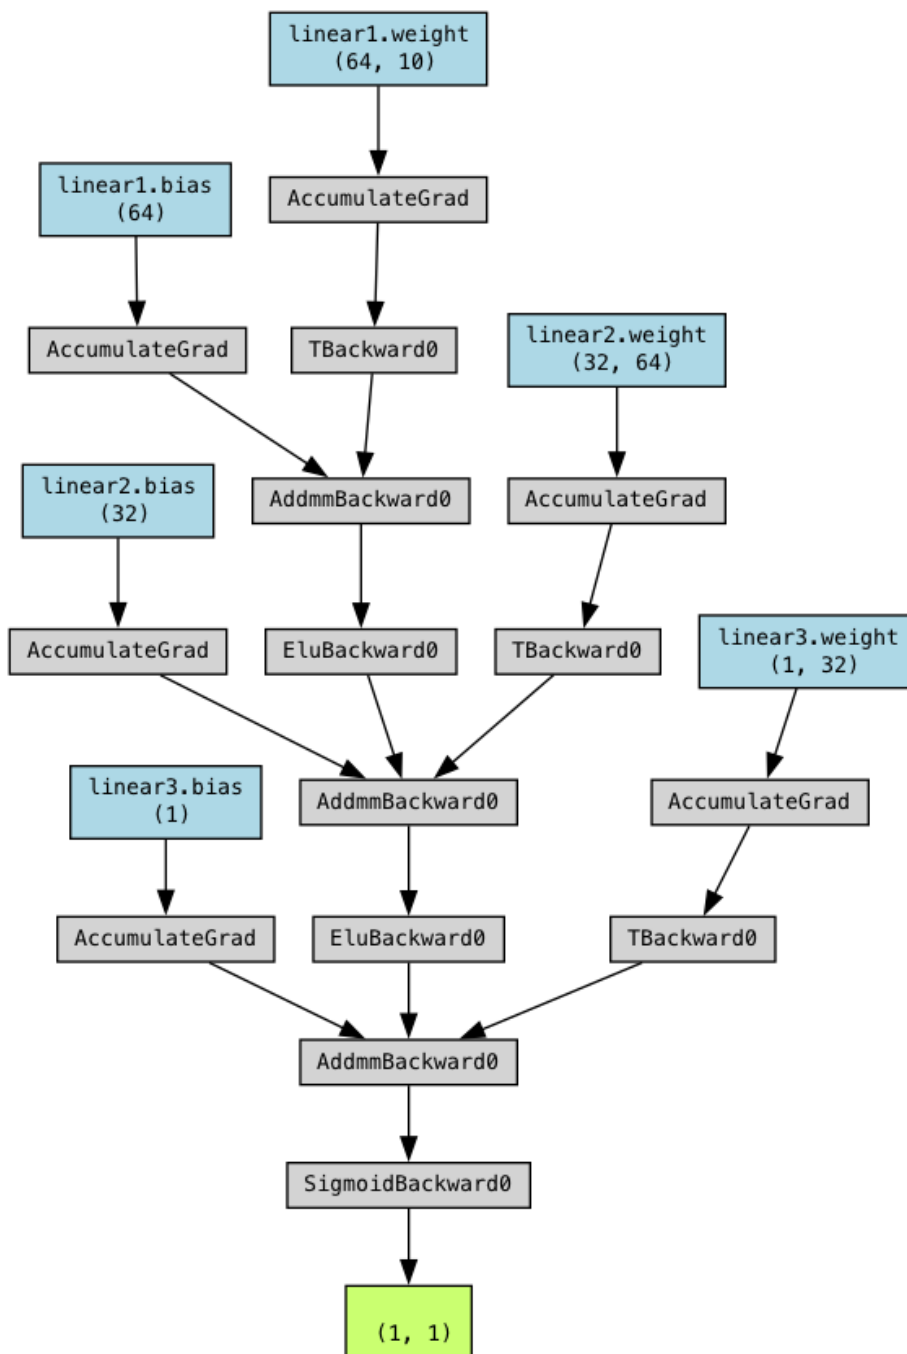 linear1.weight
(64, 10)
linear1.bias
(64)
AccumulateGrad
AccumulateGrad
TBackward0
linear2.weight
(32, 64)
linear2.bias
(32)
AddmmBackward0
AccumulateGrad
AccumulateGrad
EluBackward0
TBackward0
linear3.weight
(1, 32)
linear3.bias
(1)
AddmmBackward0
AccumulateGrad
AccumulateGrad
EluBackward0
TBackward0
AddmmBackward0
SigmoidBackward0
(1, 1)